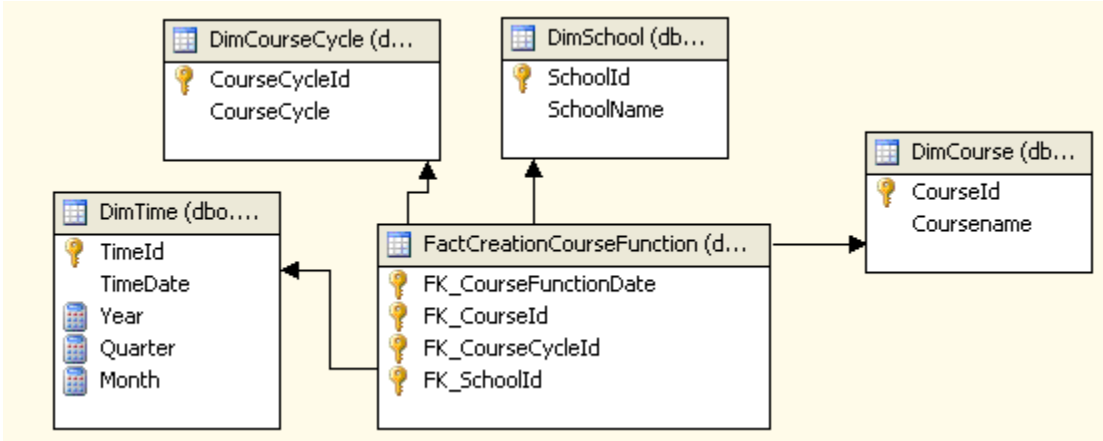 DimCourseCycle (d...
CourseCycleId
CourseCycle
DimSchool (db...
SchoolId
SchoolName
DimCourse (db...
CourseId
Coursename
DimTime (dbo....
TimeId
TimeDate
Year
Quarter
Month
FactCreationCourseFunction (d...
FK_CourseFunctionDate
FK_CourseId
FK_CourseCycleId
FK_SchoolId